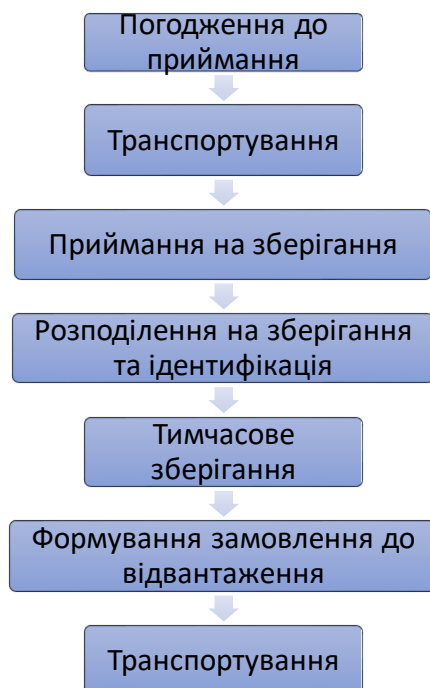 Погодження до
приймання
Транспортування
Приймання на зберігання
Розподілення на зберігання
та ідентифікація
Тимчасове
зберігання
Формування замовлення до
відвантаження
Транспортування